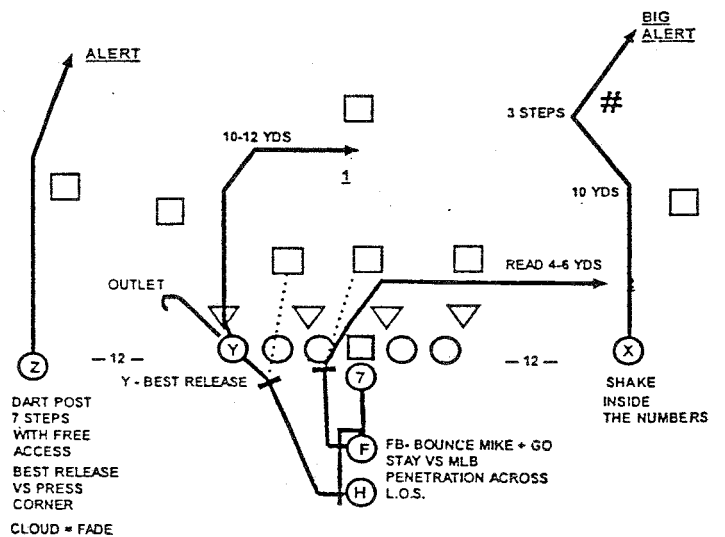 ALERT
BIG
ALERT
#
3 STEPS
10-12 YDS
1
10 YDS
READ 4-6 YDS
2
OUTLET
Z
— 12 —
Y
— 12 —
X
Y - BEST RELEASE
7
SHAKE
INSIDE
THE NUMBERS
DART POST
7 STEPS
WITH FREE
ACCESS
BEST RELEASE
VS PRESS
CORNER
CLOUD = FADE
F
FB- BOUNCE MIKE + GO
STAY VS MLB
PENETRATION ACROSS
L.O.S.
H